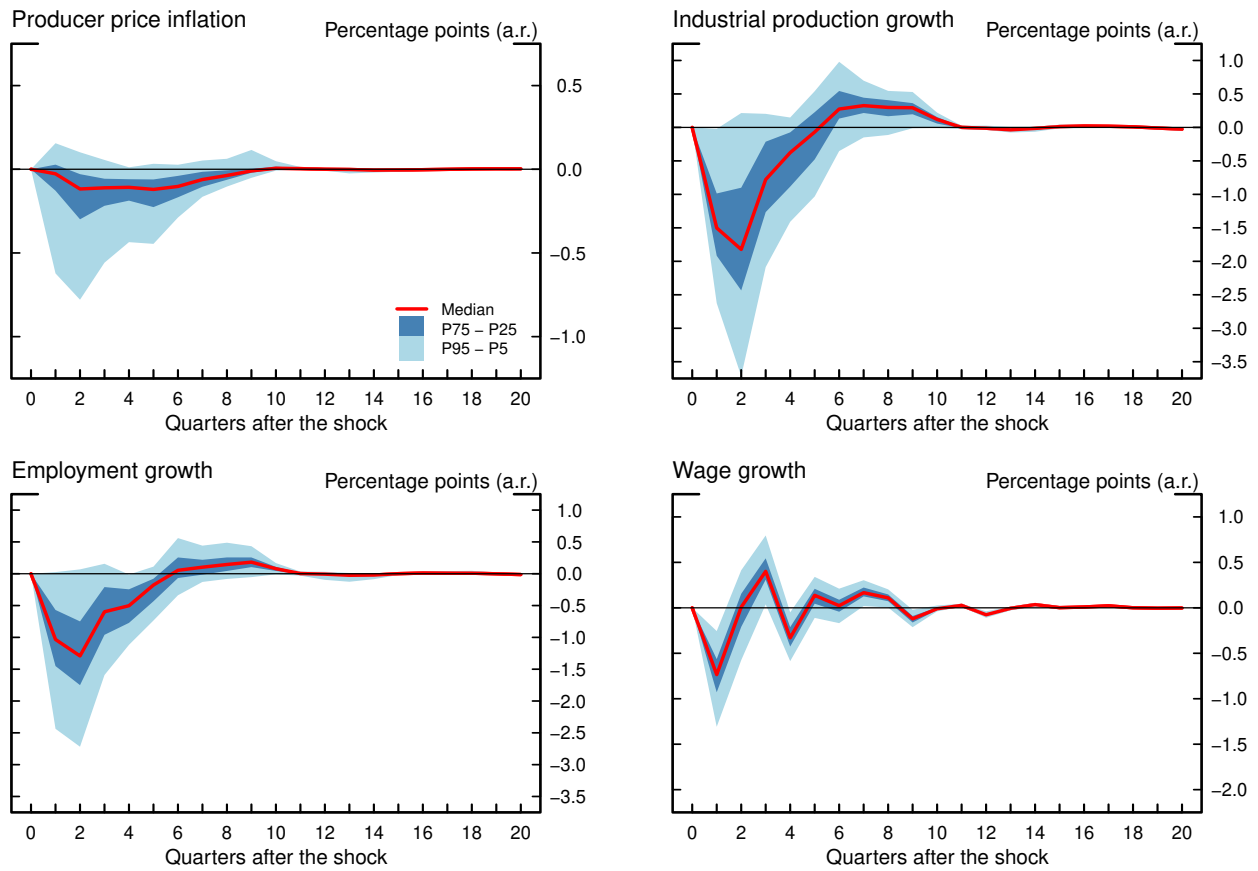 Producer price inflation
Percentage points (a.r.)
0.5
0.0
−0.5
−1.0
Median
P75 − P25
P95 − P5
0 2 4 6 8 10 12 14 16 18 20
Quarters after the shock
Industrial production growth
Percentage points (a.r.)
1.0
0.5
0.0
−0.5
−1.0
−1.5
−2.0
−2.5
−3.0
−3.5
0 2 4 6 8 10 12 14 16 18 20
Quarters after the shock
Employment growth
Percentage points (a.r.)
1.0
0.5
0.0
−0.5
−1.0
−1.5
−2.0
−2.5
−3.0
−3.5
0 2 4 6 8 10 12 14 16 18 20
Quarters after the shock
Wage growth
Percentage points (a.r.)
1.0
0.5
0.0
−0.5
−1.0
−1.5
−2.0
0 2 4 6 8 10 12 14 16 18 20
Quarters after the shock